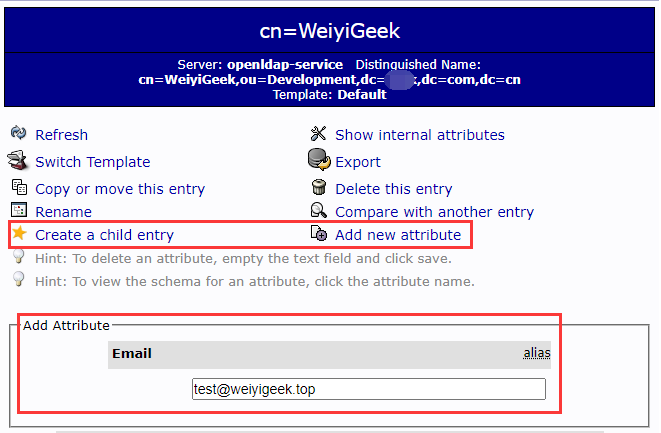 cn=WeiyiGeek
Server: openldap-service Distinguished Name:
cn=WeiyiGeek,ou=Development,dc= ,dc=com,dc=cn
Template: Default
Refresh
Show internal attributes
Switch Template
Export
Copy or move this entry
Delete this entry
Rename
Compare with another entry
Create a child entry
Add new attribute
Hint: To delete an attribute, empty the text field and click save.
Hint: To view the schema for an attribute, click the attribute name.
Add Attribute
Email
alias
test@weiyigeek.top